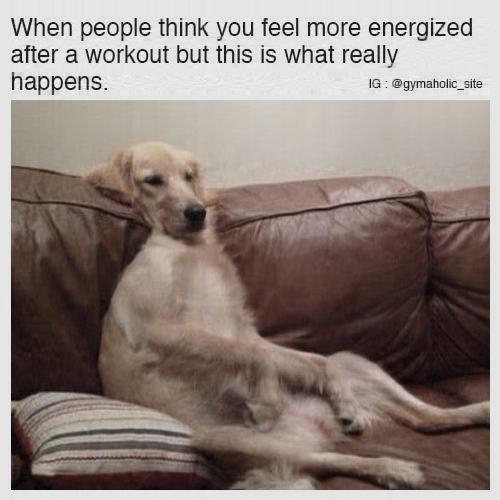 When people think you feel more energized
after a workout but this is what really
happens.
IG : @gymaholic_site